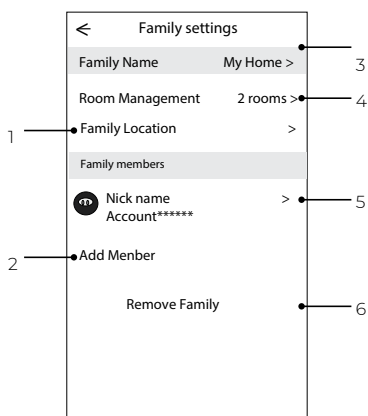 ← Family settings
Family Name My Home >
3
Room Management 2 rooms >
4
1
Family Location >
Family members
Nick name >
5
Account******
2
Add Menber
Remove Family
6